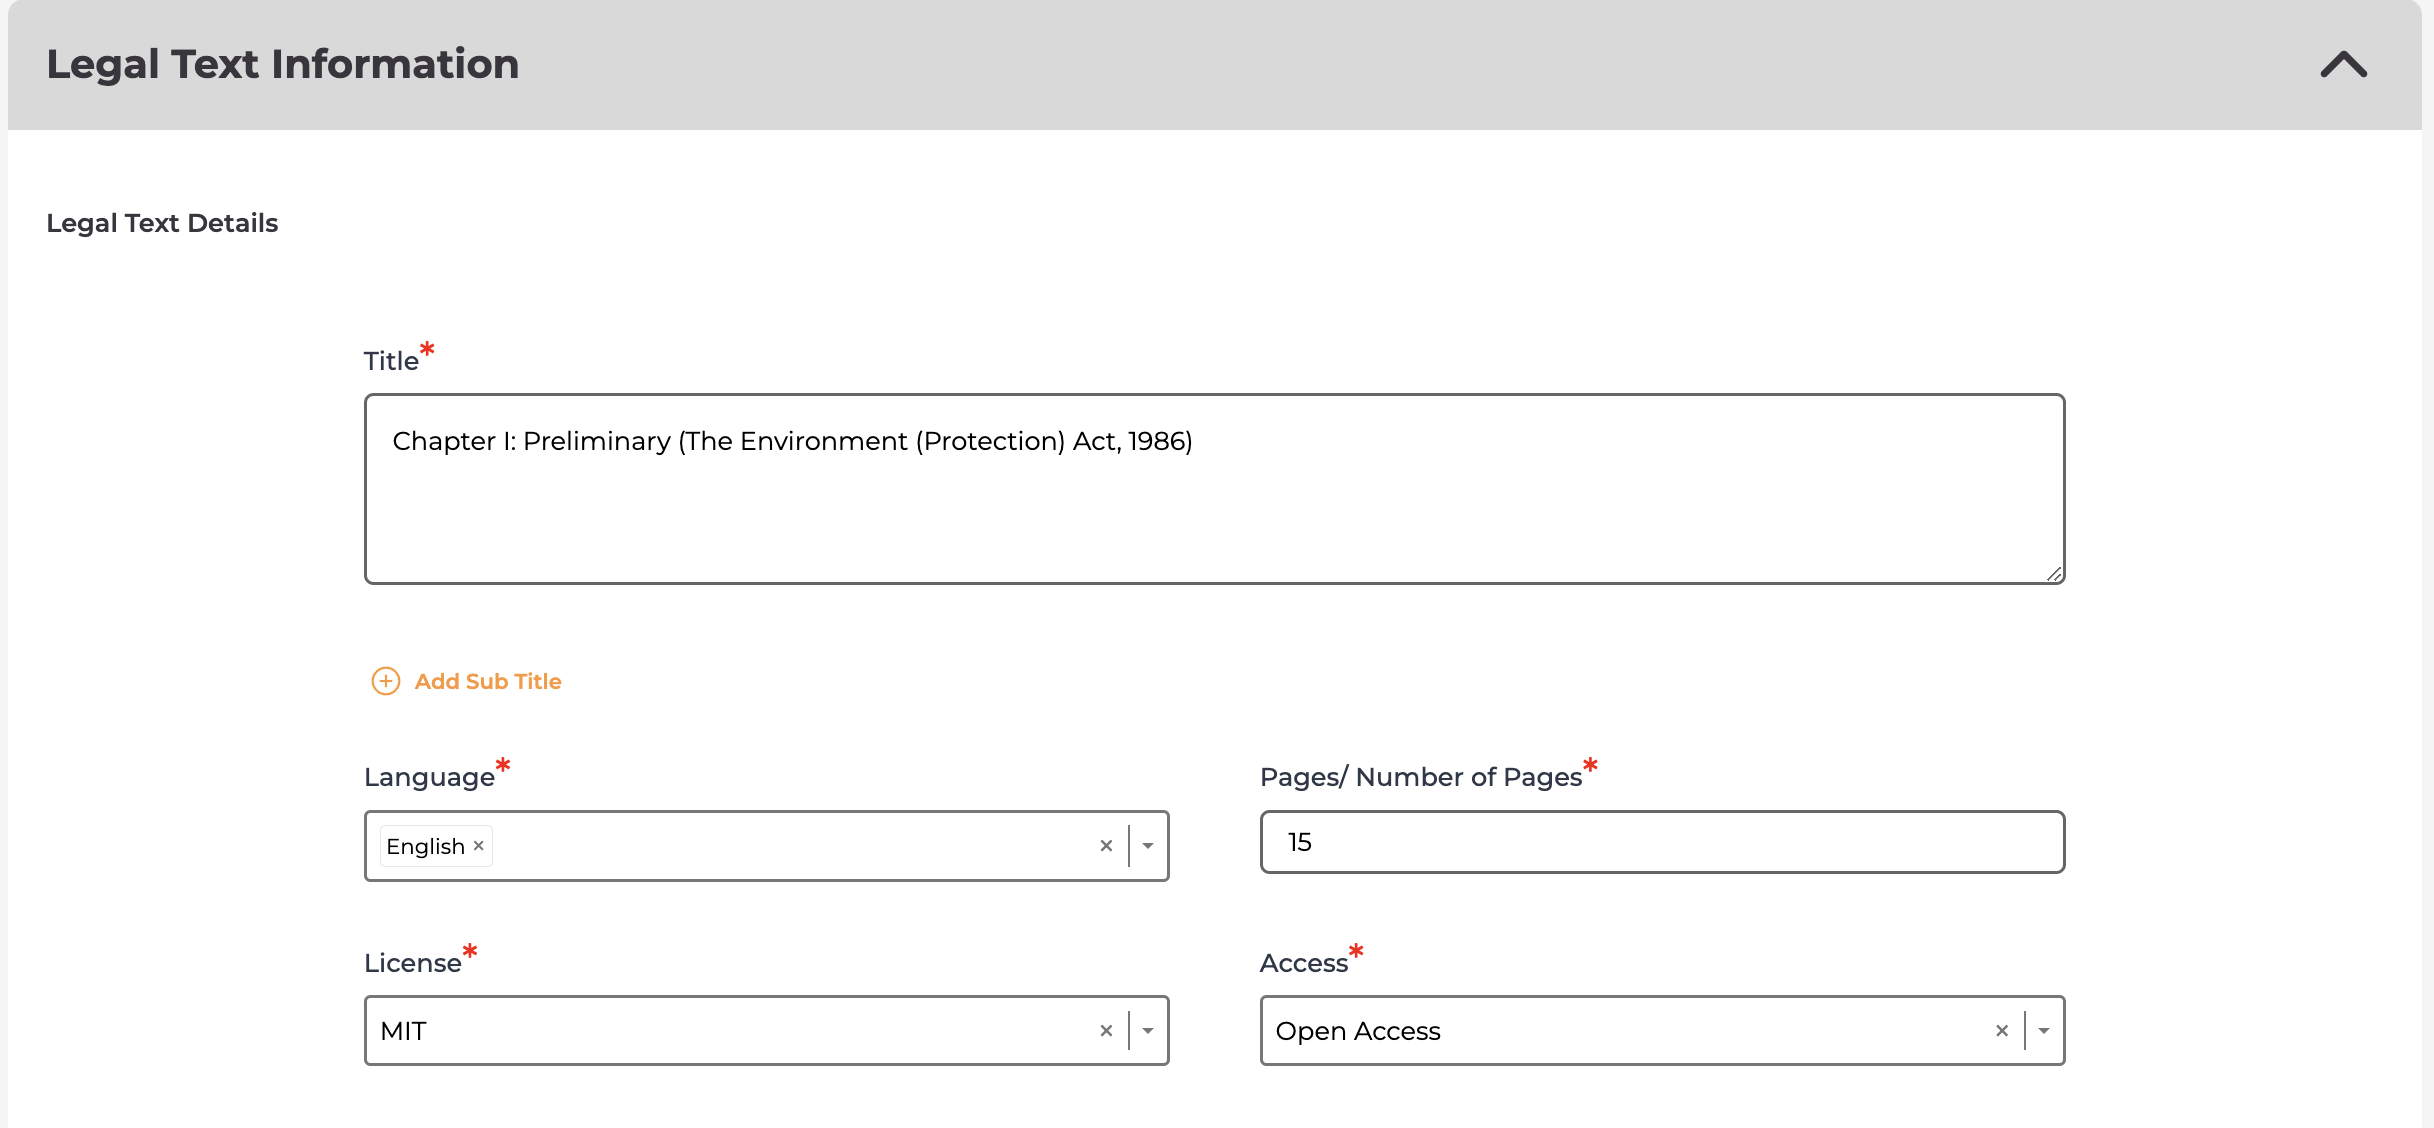 Legal Text Information
Legal Text Details
Title*
Chapter I: Preliminary (The Environment (Protection) Act, 1986)
Add Sub Title
Language*
Pages/ Number of Pages*
English ×
15
License*
Access*
MIT
Open Access